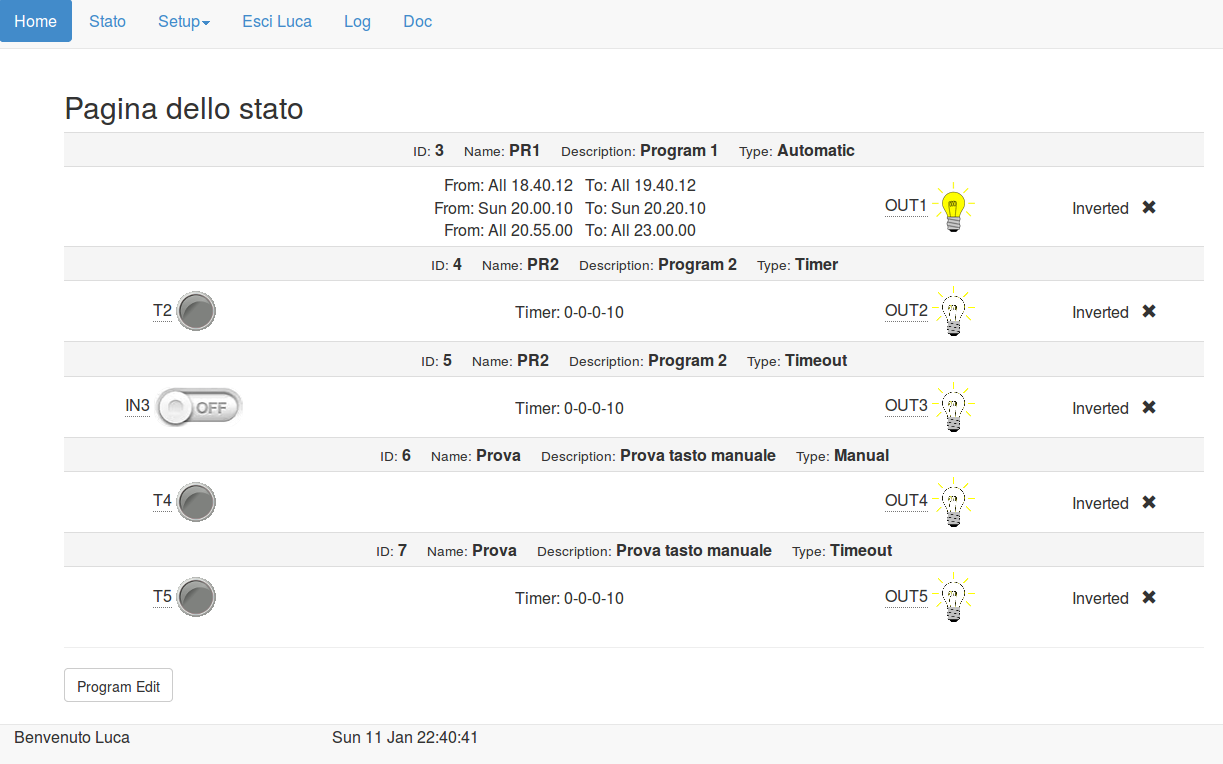 Home Stato Setup Esci Luca Log Doc
Pagina dello stato
ID: 3 Name: PR1 Description: Program 1 Type: Automatic
From: All 18.40.12 To: All 19.40.12
From: Sun 20.00.10 To: Sun 20.20.10
From: All 20.55.00 To: All 23.00.00
OUT1 Inverted
ID: 4 Name: PR2 Description: Program 2 Type: Timer
T2 Timer: 0-0-0-10 OUT2 Inverted
ID: 5 Name: PR2 Description: Program 2 Type: Timeout
IN3 OFF Timer: 0-0-0-10 OUT3 Inverted
ID: 6 Name: Prova Description: Prova tasto manuale Type: Manual
T4 OUT4 Inverted
ID: 7 Name: Prova Description: Prova tasto manuale Type: Timeout
T5 Timer: 0-0-0-10 OUT5 Inverted
Program Edit
Benvenuto Luca Sun 11 Jan 22:40:41